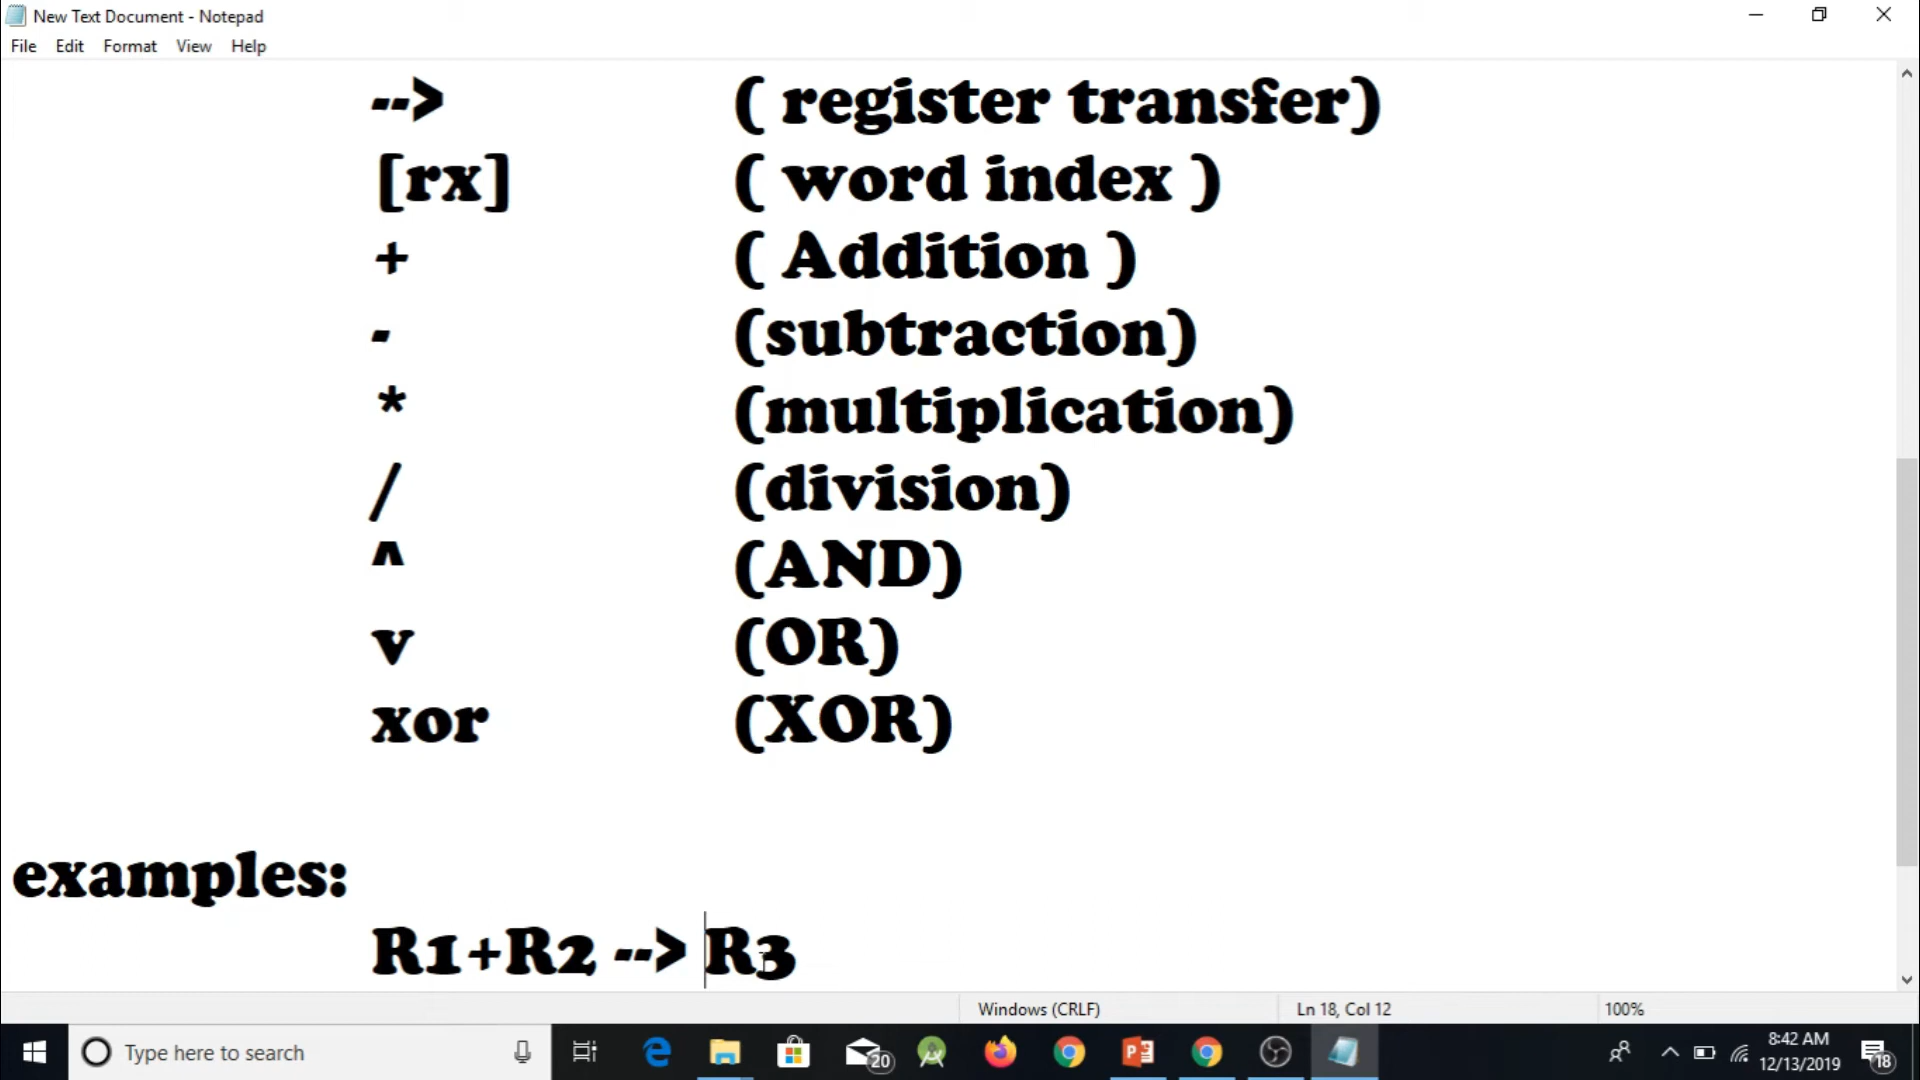 New Text Document - Notepad
File Edit Format View Help
--> ( register transfer)
[rx] ( word index )
+ ( Addition )
- (subtraction)
* (multiplication)
/ (division)
^ (AND)
v (OR)
xor (XOR)
examples:
R1+R2 --> R3
Windows (CRLF) Ln 18, Col 12 100%
Type here to search 20 8:42 AM 18
12/13/2019